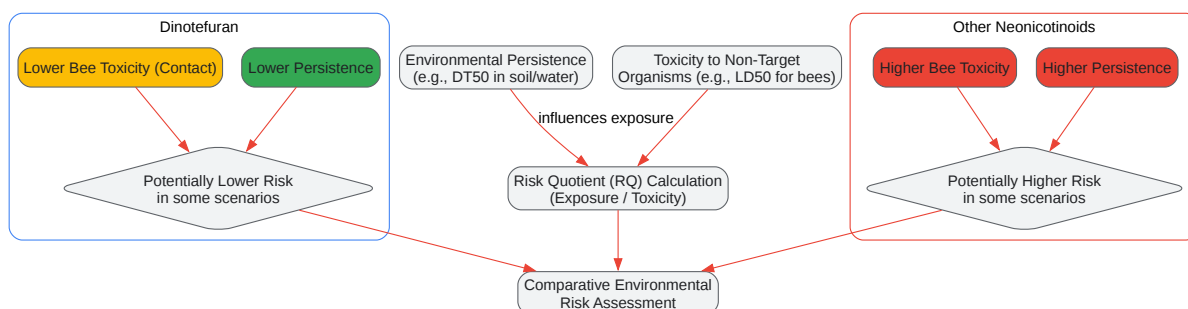 Dinotefuran
Other Neonicotinoids
Lower Bee Toxicity (Contact)
Lower Persistence
Environmental Persistence
(e.g., DT50 in soil/water)
Toxicity to Non-Target
Organisms (e.g., LD50 for bees)
Higher Bee Toxicity
Higher Persistence
influences exposure
Potentially Lower Risk
in some scenarios
Risk Quotient (RQ) Calculation
(Exposure / Toxicity)
Potentially Higher Risk
in some scenarios
Comparative Environmental
Risk Assessment